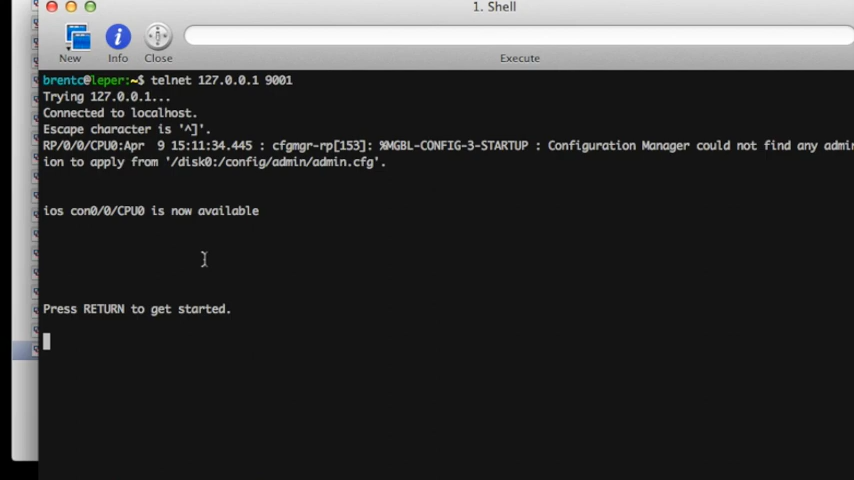 1. Shell
New
Info
Close
Execute
brentc@leper:~$ telnet 127.0.0.1 9001
Trying 127.0.0.1...
Connected to localhost.
Escape character is '^]'.
RP/0/0/CPU0:Apr  9 15:11:34.445 : cfgmgr-rp[153]: %MGBL-CONFIG-3-STARTUP : Configuration Manager could not find any admin
ion to apply from '/disk0:/config/admin/admin.cfg'.
ios con0/0/CPU0 is now available
Press RETURN to get started.